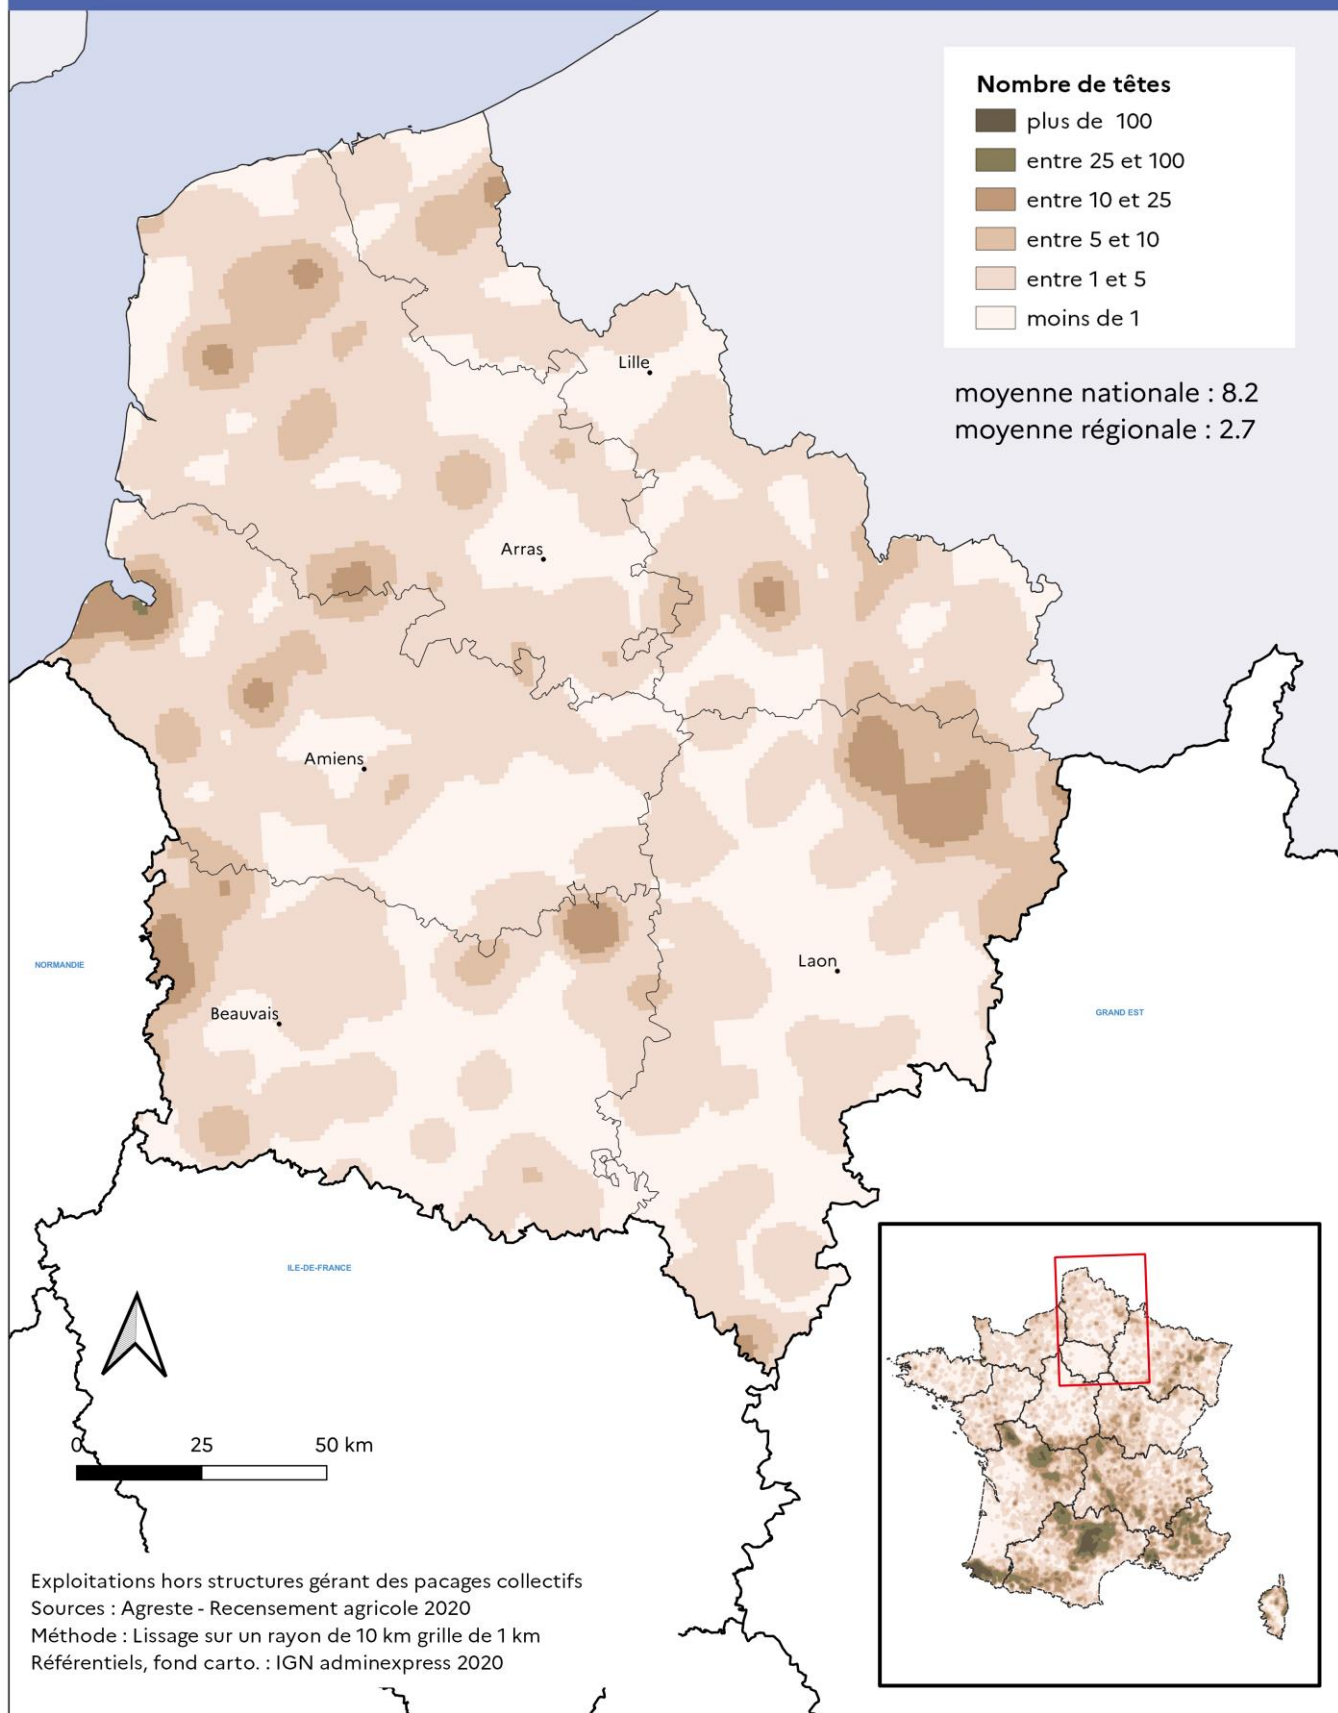 Nombre de têtes
plus de 100
entre 25 et 100
entre 10 et 25
entre 5 et 10
entre 1 et 5
moins de 1
moyenne nationale : 8.2
moyenne régionale : 2.7
Lille
Arras
Amiens
Laon
Beauvais
NORMANDIE
GRAND EST
ILE-DE-FRANCE
0 25 50 km
Exploitations hors structures gérant des pacages collectifs
Sources : Agreste - Recensement agricole 2020
Méthode : Lissage sur un rayon de 10 km grille de 1 km
Référentiels, fond carto. : IGN adminexpress 2020